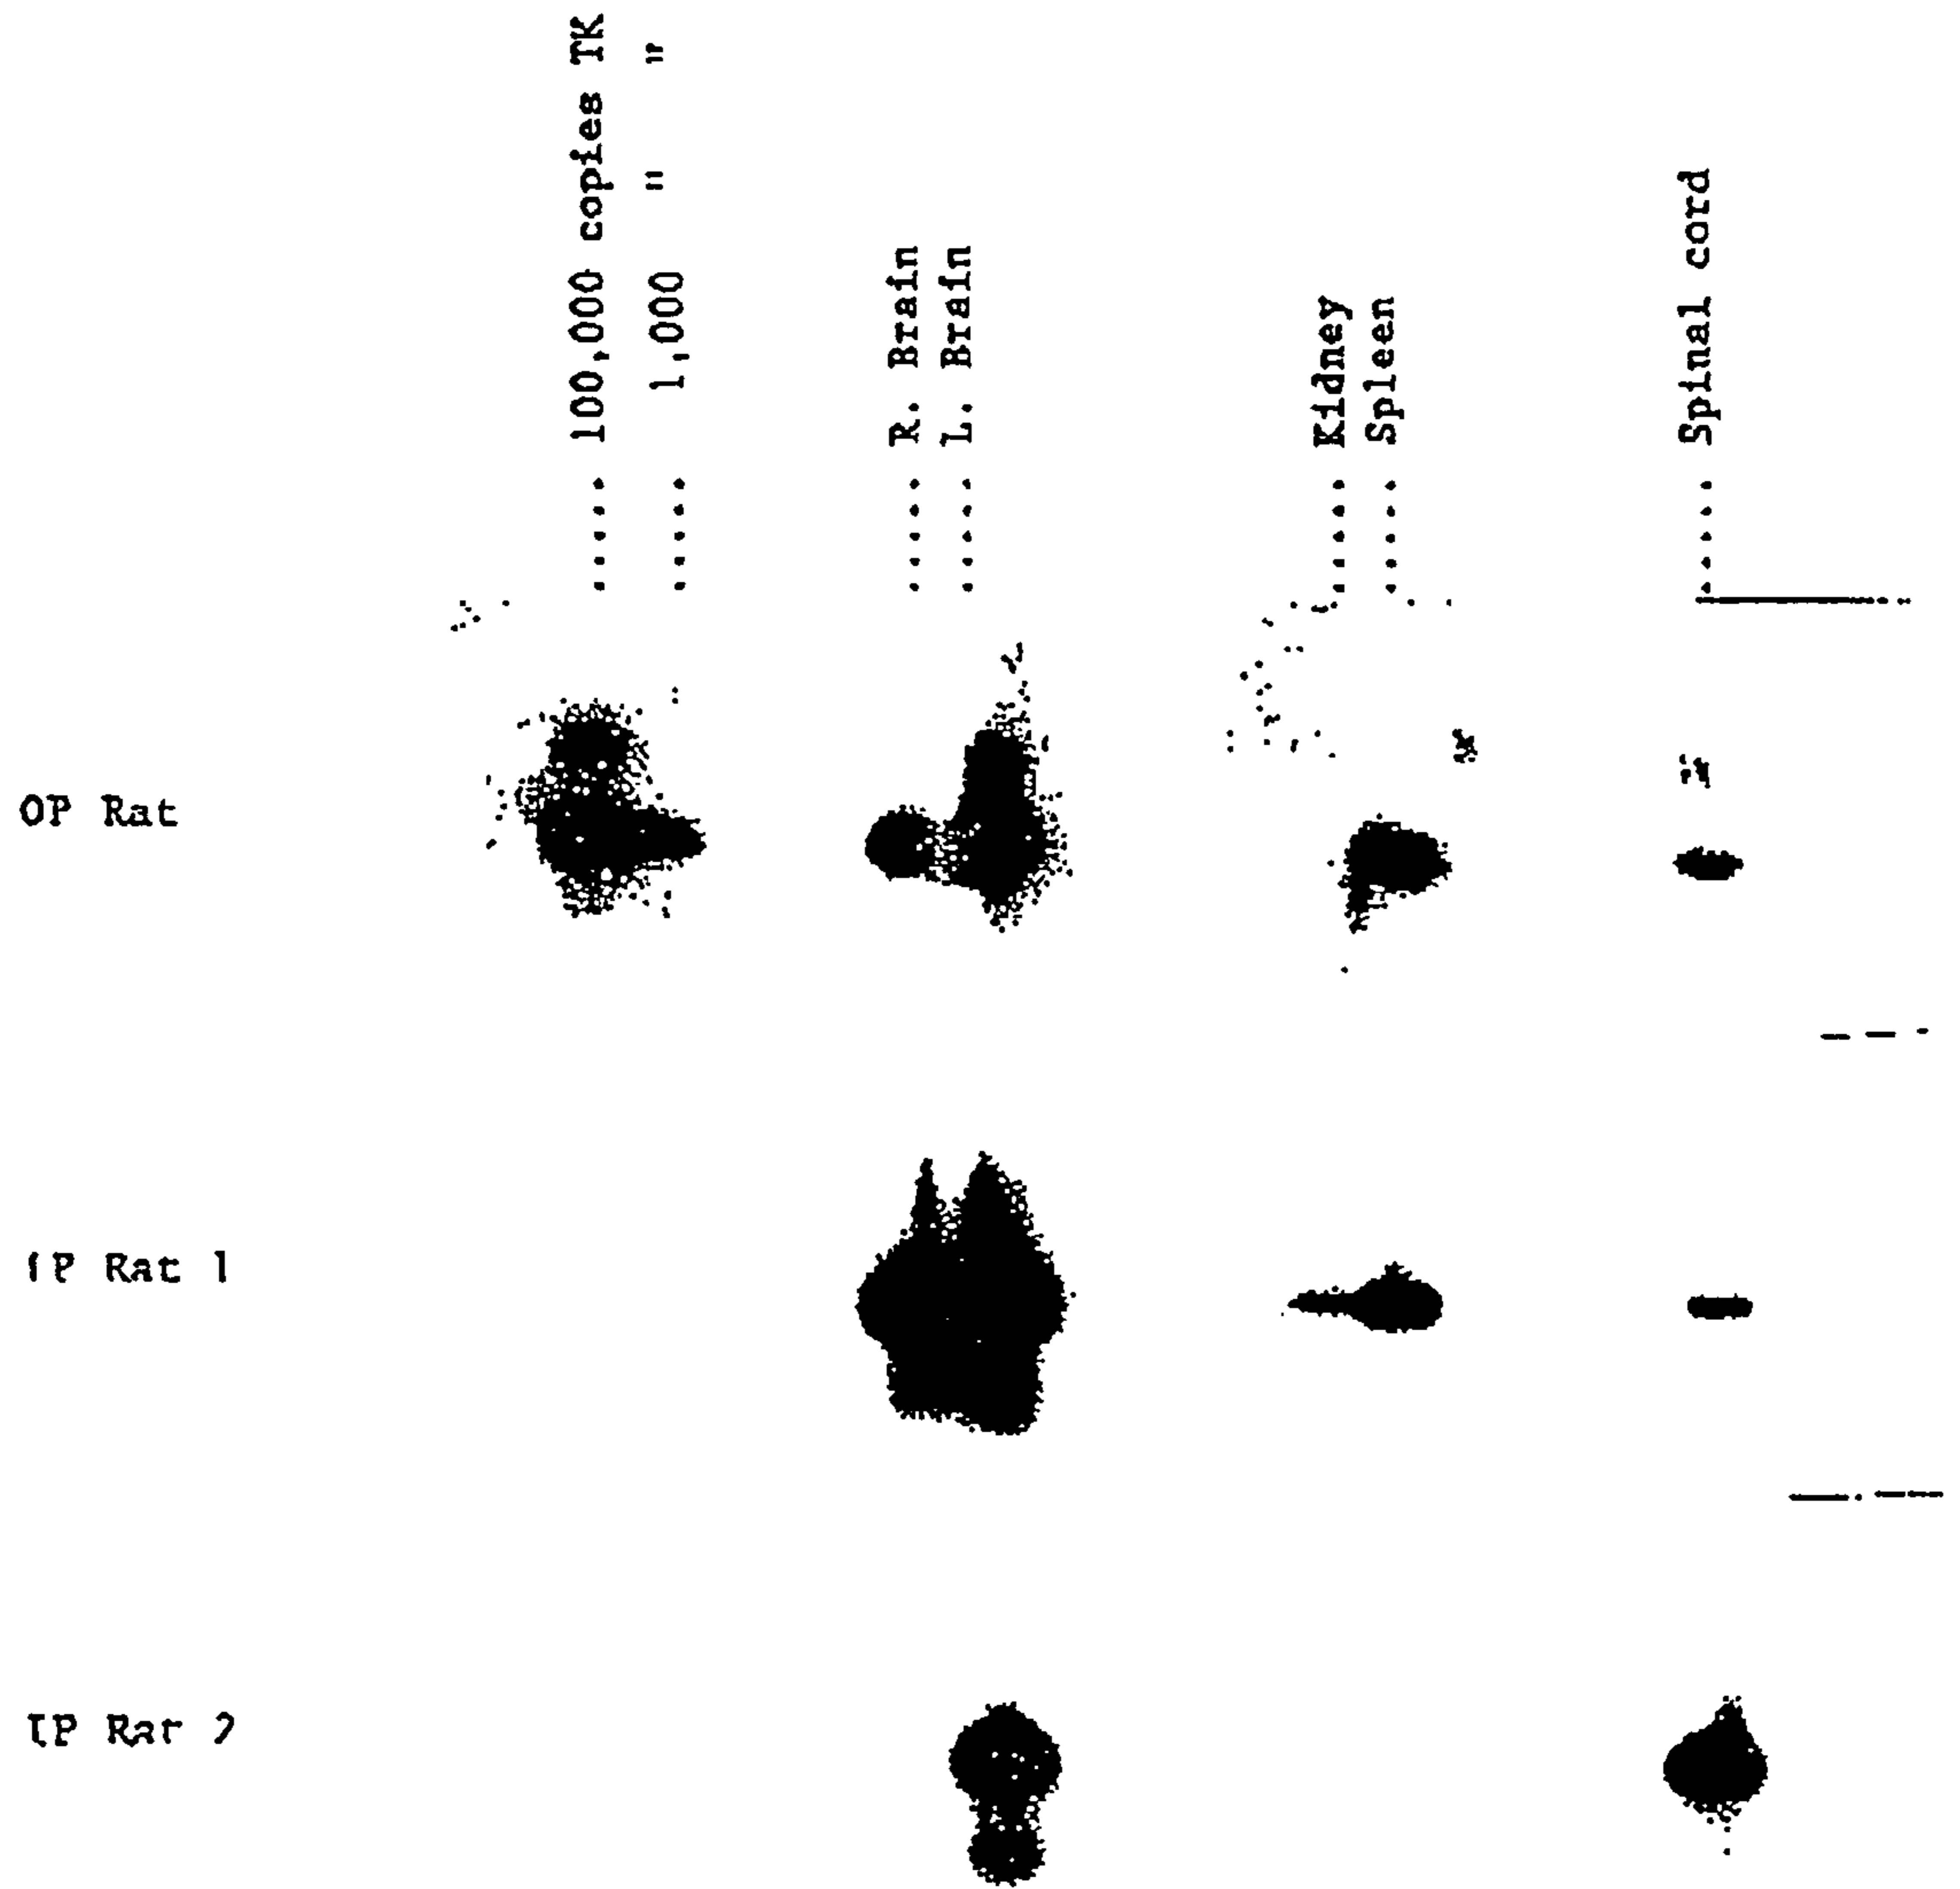 100,000 copies TK
1,000 " "
R. Brain
L. Brain
Kidney
Spleen
Spinal cord
OP Rat
IP Rat 1
IP Rat 2